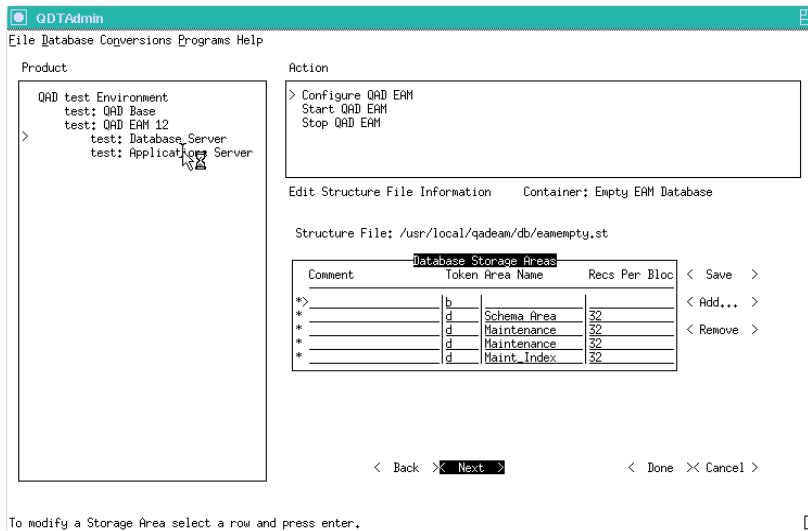 QDTAdmin
File Database Conversions Programs Help
Product
QAD test Environment
test: QAD Base
test: QAD EAM 12
> test: Database Server
test: Applications Server
Action
> Configure QAD EAM
Start QAD EAM
Stop QAD EAM
Edit Structure File Information Container: Empty EAM Database
Structure File: /usr/local/qadeam/db/eamempty.st
Database Storage Areas
Comment Token Area Name Recs Per Bloc
*> b
* d Schema Area 32
* d Maintenance 32
* d Maintenance 32
* d Maint_Index 32
< Save >
< Add... >
< Remove >
< Back >< Next > < Done >< Cancel >
To modify a Storage Area select a row and press enter.